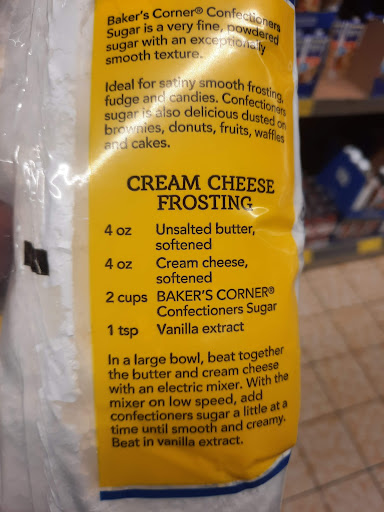 Baker's Corner® Confectioners
Sugar is a very fine, powdered
sugar with an exceptionally
smooth texture.
Ideal for satiny smooth frosting,
fudge and candies. Confectioners
sugar is also delicious dusted on
brownies, donuts, fruits, waffles
and cakes.
CREAM CHEESE
FROSTING
4 oz Unsalted butter,
softened
4 oz Cream cheese,
softened
2 cups BAKER'S CORNER®
Confectioners Sugar
1 tsp Vanilla extract
In a large bowl, beat together
the butter and cream cheese
with an electric mixer. With the
mixer on low speed, add
confectioners sugar a little at a
time until smooth and creamy.
Beat in vanilla extract.